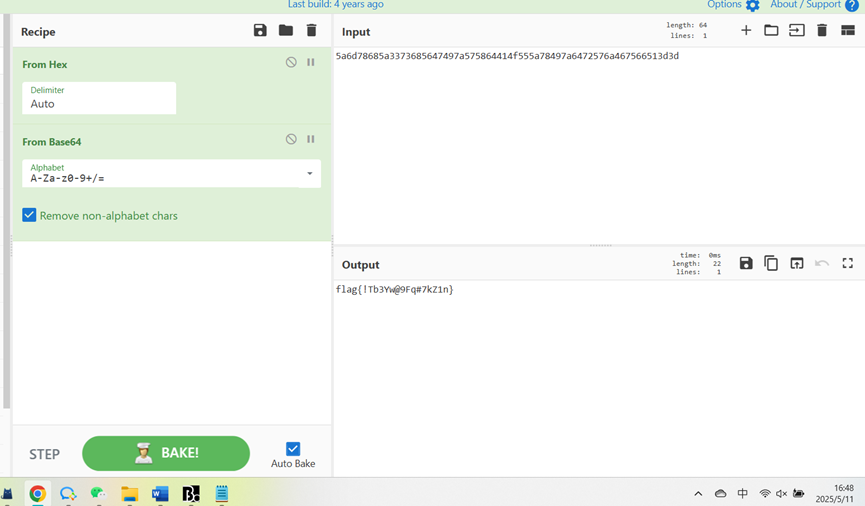 Last build: 4 years ago
Options
About / Support
Recipe
Input
length: 64
lines: 1
From Hex
Delimiter
Auto
From Base64
Alphabet
A-Za-z0-9+/=
Remove non-alphabet chars
5a6d78685a3373685647497a575864414f555a78497a6472576a467566513d3d
Output
time: 0ms
length: 22
lines: 1
flag{!Tb3Yw@9Fq#7kZ1n}
STEP
BAKE!
Auto Bake
中
16:48
2025/5/11